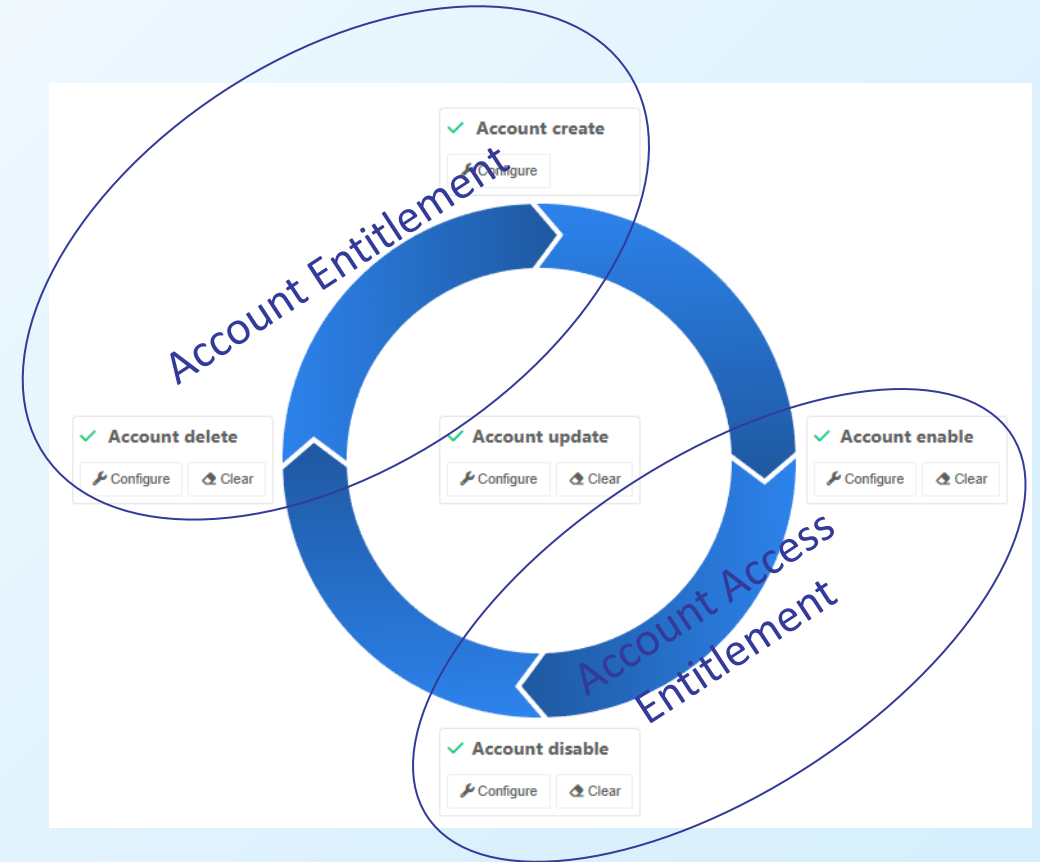 Account create
Configure
Account Entitlement
Account delete
Configure Clear
Account update
Configure Clear
Account enable
Configure Clear
Account Access
Entitlement
Account disable
Configure Clear